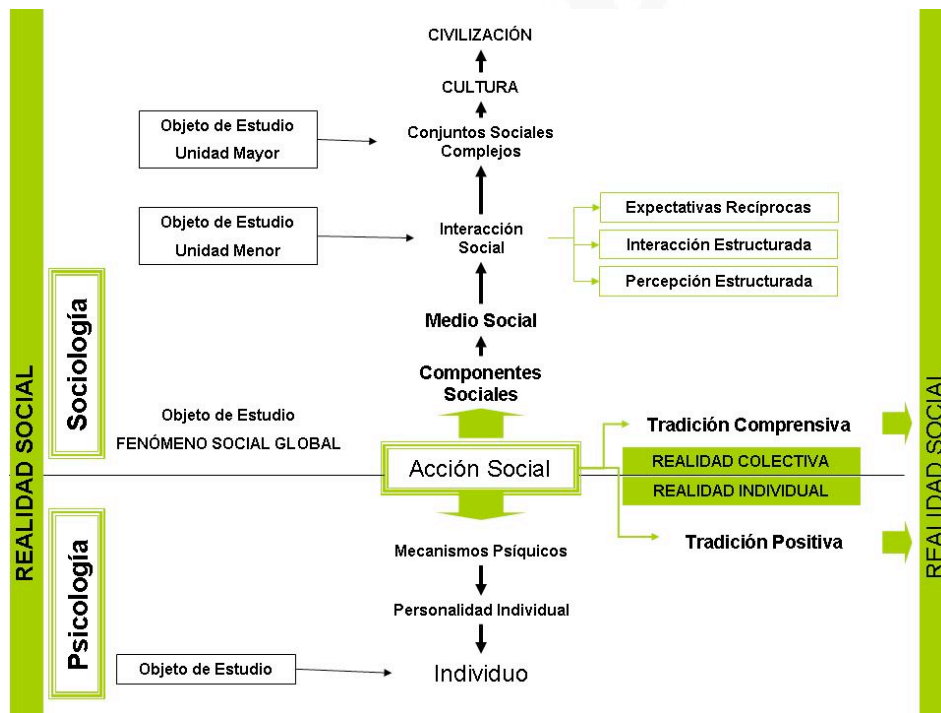 REALIDAD SOCIAL
CIVILIZACIÓN
CULTURA
Objeto de Estudio
Unidad Mayor
Conjuntos Sociales
Complejos
Objeto de Estudio
Unidad Menor
Interacción
Social
Expectativas Recíprocas
Interacción Estructurada
Percepción Estructurada
Sociología
Medio Social
Componentes
Sociales
Objeto de Estudio
FENÓMENO SOCIAL GLOBAL
Acción Social
Tradición Comprensiva
REALIDAD COLECTIVA
REALIDAD INDIVIDUAL
Tradición Positiva
Psicología
Mecanismos Psíquicos
Personalidad Individual
Objeto de Estudio
Individuo
REALIDAD SOCIAL